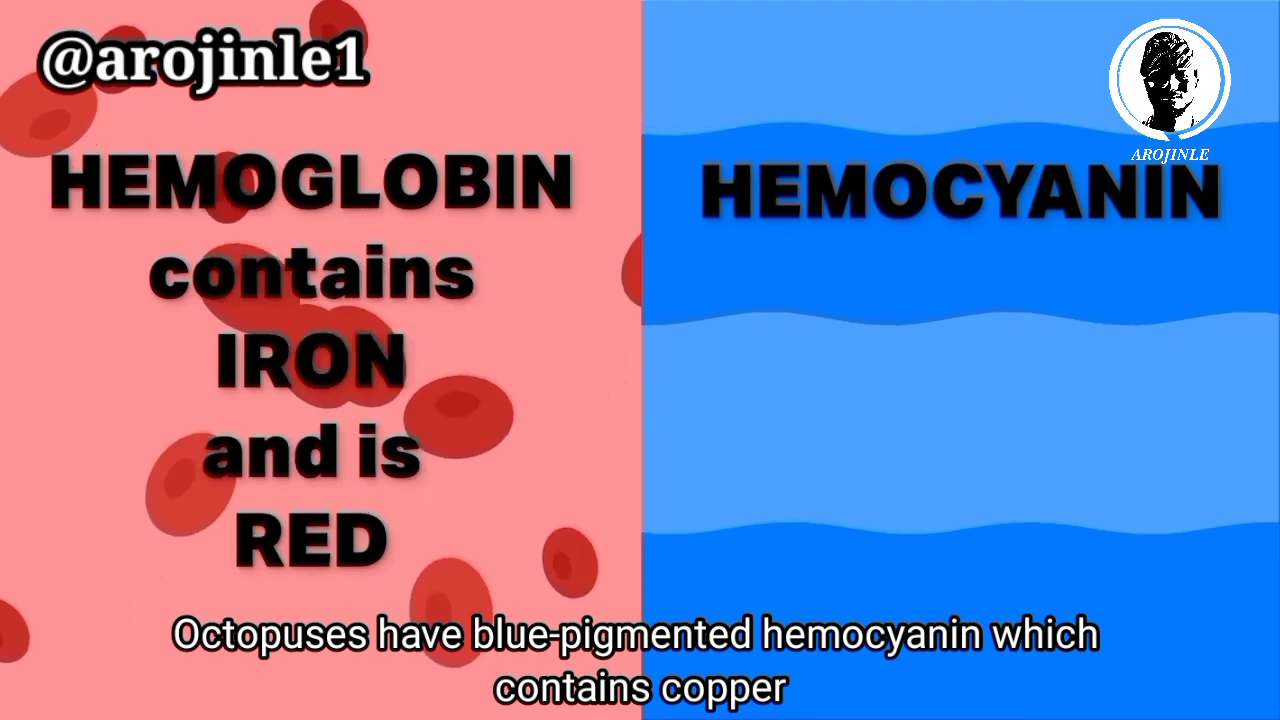 @arojinle1
AROJINLE
HEMOGLOBIN
contains
IRON
and is
RED
HEMOCYANIN
Octopuses have blue-pigmented hemocyanin which
contains copper